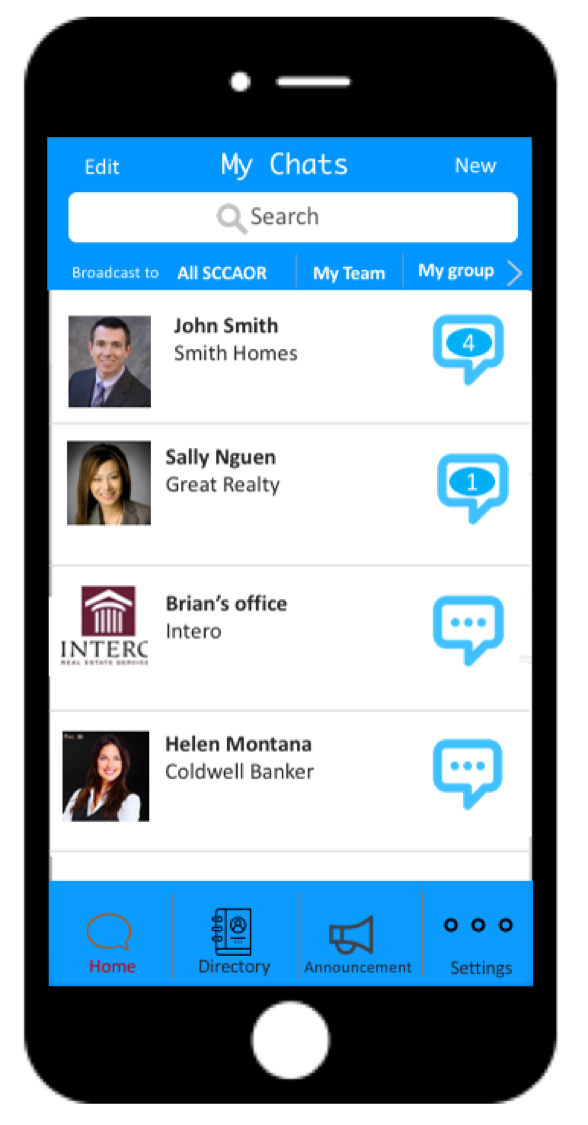 Edit My Chats New
Search
Broadcast to All SCCAOR My Team My group
John Smith
Smith Homes
4
Sally Nguen
Great Realty
1
Brian's office
Intero
INTERC
REAL ESTATE SERVICES
Helen Montana
Coldwell Banker
Home Directory Announcement Settings